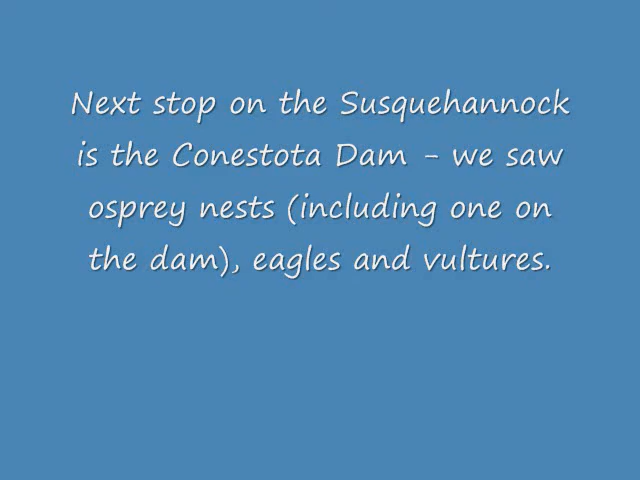 Next stop on the Susquehannock
is the Conestota Dam - we saw
osprey nests (including one on
the dam), eagles and vultures.